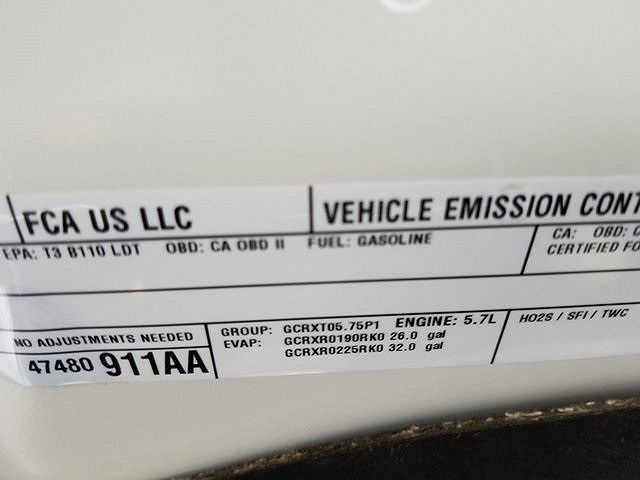 FCA US LLC
VEHICLE EMISSION CONT
EPA: T3 B110 LDT OBD: CA OBD II FUEL: GASOLINE
CA: OBD: C
CERTIFIED FO
NO ADJUSTMENTS NEEDED
47480 911AA
GROUP: GCRXT05.75P1 ENGINE: 5.7L
EVAP: GCRXR0190RK0 26.0 gal
GCRXR0225RK0 32.0 gal
HO2S / SFI / TWC